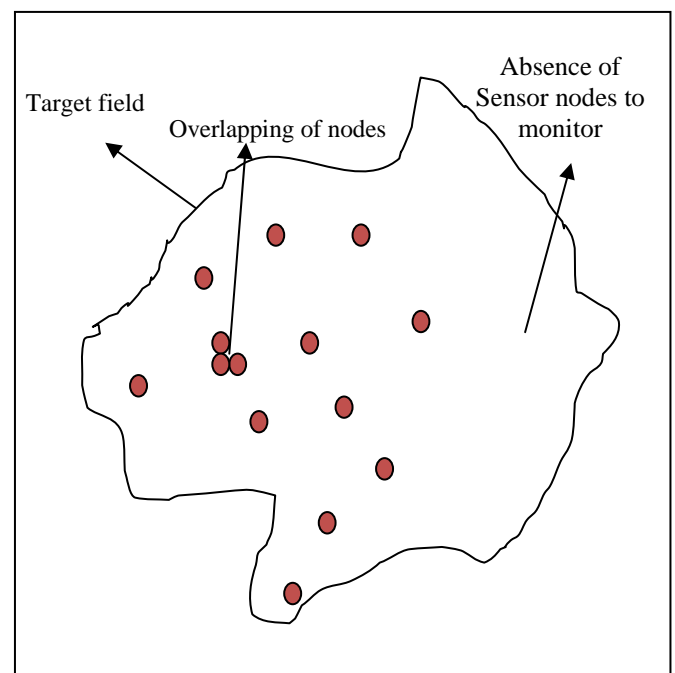 Target field
Overlapping of nodes
Absence of
Sensor nodes to
monitor